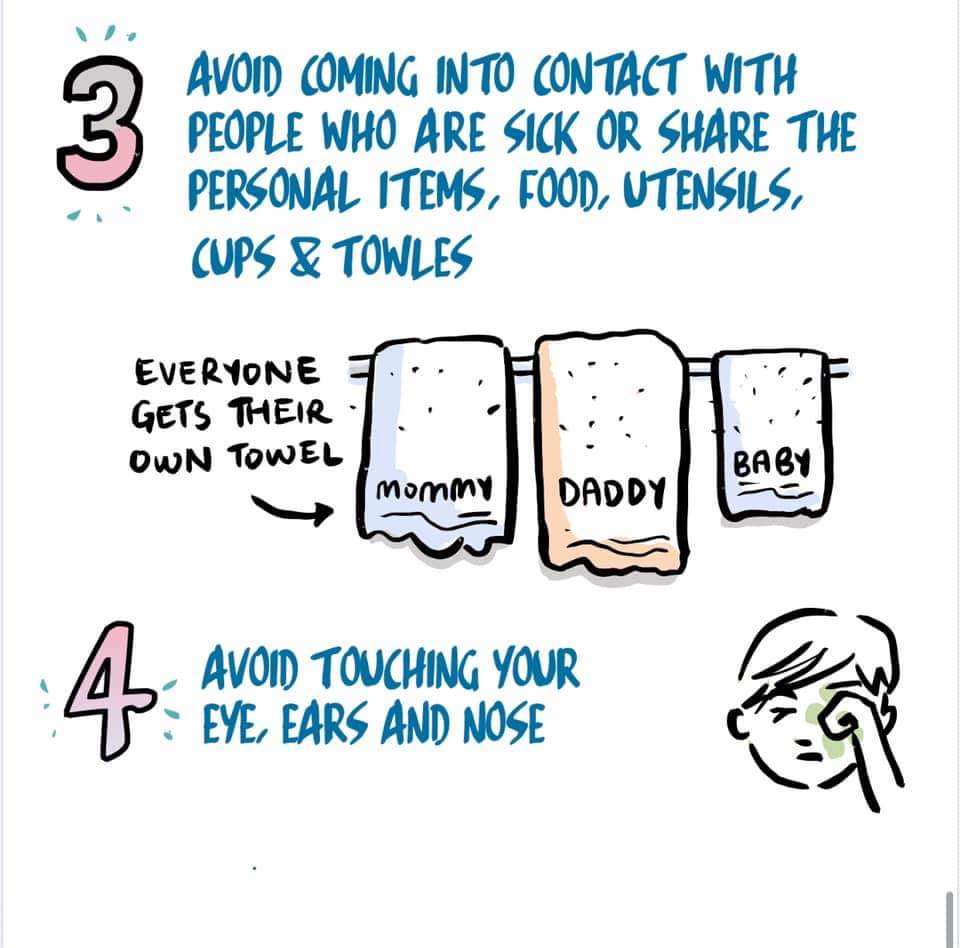 3
AVOID COMING INTO CONTACT WITH
PEOPLE WHO ARE SICK OR SHARE THE
PERSONAL ITEMS, FOOD, UTENSILS,
CUPS & TOWLES
EVERYONE
GETS THEIR
OWN TOWEL
MOMMY
DADDY
BABY
4
AVOID TOUCHING YOUR
EYE, EARS AND NOSE